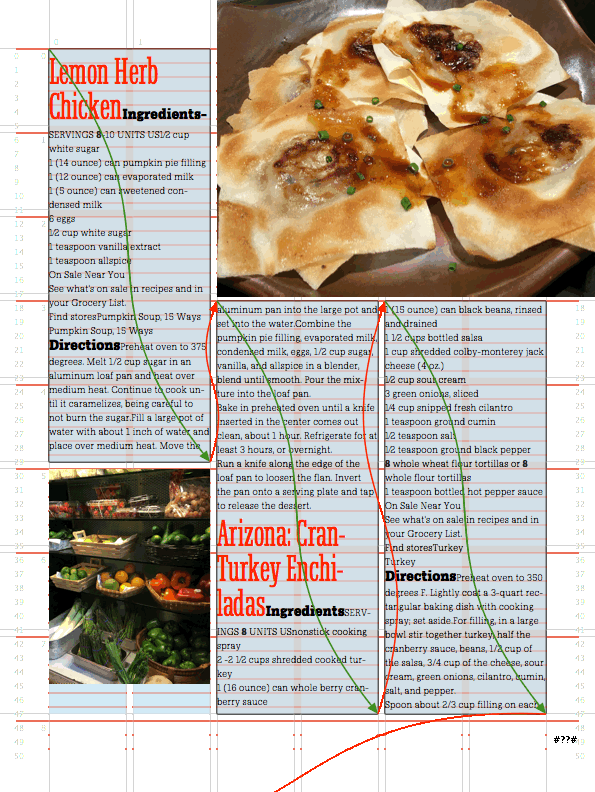 Lemon Herb
Chicken Ingredients-
SERVINGS 8-10 UNITS US1/2 cup
white sugar
1 (14 ounce) can pumpkin pie filling
1 (12 ounce) can evaporated milk
1 (5 ounce) can sweetened con-
densed milk
6 eggs
1/2 cup white sugar
1 teaspoon vanilla extract
1 teaspoon allspice
On Sale Near You
See what's on sale in recipes and in
your Grocery List.
Find storesPumpkin Soup, 15 Ways
Pumpkin Soup, 15 Ways
Directions Preheat oven to 375
degrees. Melt 1/2 cup sugar in an
aluminum loaf pan and heat over
medium heat. Continue to cook un-
til it caramelizes, being careful to
not burn the sugar.Fill a large pot of
water with about 1 inch of water and
place over medium heat. Move the
aluminum pan into the large pot and
set into the water.Combine the
pumpkin pie filling, evaporated milk,
condensed milk, eggs, 1/2 cup sugar,
vanilla, and allspice in a blender,
blend until smooth. Pour the mix-
ture into the loaf pan.
Bake in preheated oven until a knife
inserted in the center comes out
clean, about 1 hour. Refrigerate for at
least 3 hours, or overnight.
Run a knife along the edge of the
loaf pan to loosen the flan. Invert
the pan onto a serving plate and tap
to release the dessert.
Arizona: Cran-
Turkey Enchi-
ladas Ingredients SERV-
INGS 8 UNITS USnonstick cooking
spray
2 -2 1/2 cups shredded cooked tur-
key
1 (16 ounce) can whole berry cran-
berry sauce
1 (15 ounce) can black beans, rinsed
and drained
1 1/2 cups bottled salsa
1 cup shredded colby-monterey jack
cheese (4 oz.)
1/2 cup sour cream
3 green onions, sliced
1/4 cup snipped fresh cilantro
1 teaspoon ground cumin
1/2 teaspoon salt
1/2 teaspoon ground black pepper
8 whole wheat flour tortillas or 8
whole flour tortillas
1 teaspoon bottled hot pepper sauce
On Sale Near You
See what's on sale in recipes and in
your Grocery List.
Find storesTurkey
Turkey
Directions Preheat oven to 350
degrees F. Lightly coat a 3-quart rec-
tangular baking dish with cooking
spray; set aside.For filling, in a large
bowl stir together turkey, half the
cranberry sauce, beans, 1/2 cup of
the salsa, 3/4 cup of the cheese, sour
cream, green onions, cilantro, cumin,
salt, and pepper.
Spoon about 2/3 cup filling on each
#??#